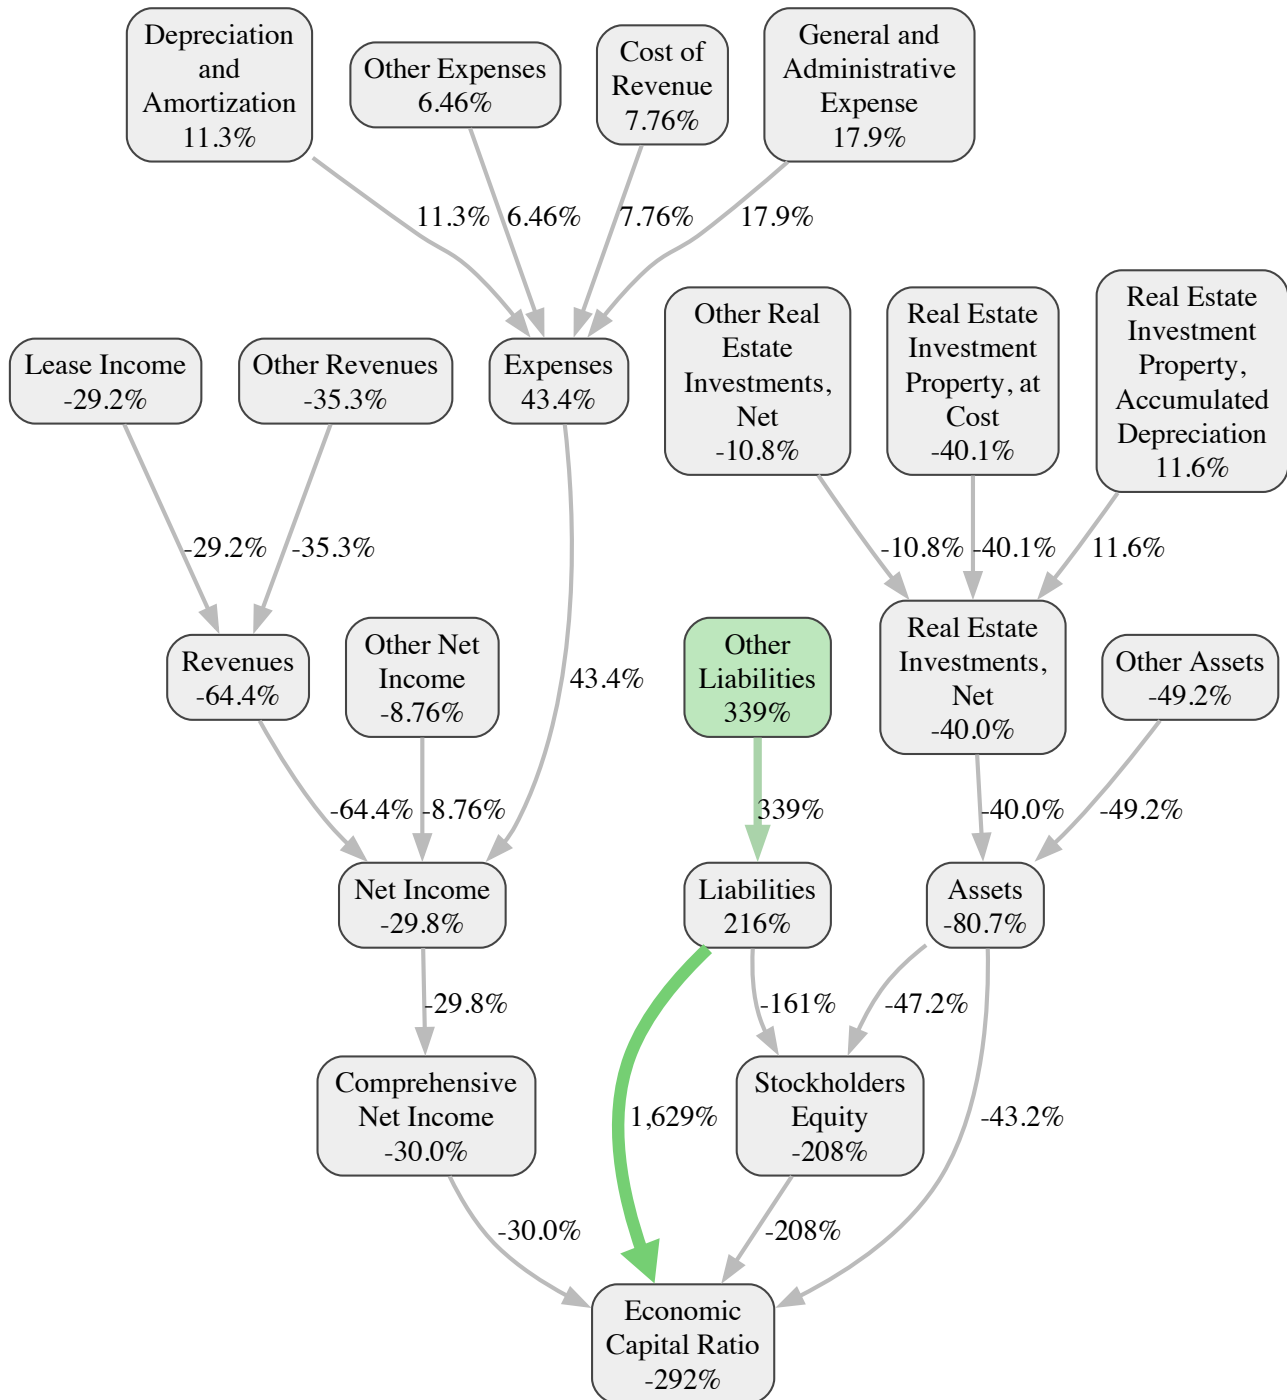 Depreciation
and
Amortization
11.3%
Other Expenses
6.46%
Cost of
Revenue
7.76%
General and
Administrative
Expense
17.9%
11.3%
6.46%
7.76%
17.9%
Lease Income
-29.2%
Other Revenues
-35.3%
Expenses
43.4%
Other Real
Estate
Investments,
Net
-10.8%
Real Estate
Investment
Property, at
Cost
-40.1%
Real Estate
Investment
Property,
Accumulated
Depreciation
11.6%
-29.2%
-35.3%
-10.8%
-40.1%
11.6%
Revenues
-64.4%
Other Net
Income
-8.76%
43.4%
Other
Liabilities
339%
Real Estate
Investments,
Net
-40.0%
Other Assets
-49.2%
-64.4%
-8.76%
339%
-40.0%
-49.2%
Net Income
-29.8%
Liabilities
216%
Assets
-80.7%
-29.8%
-161%
-47.2%
Comprehensive
Net Income
-30.0%
1,629%
Stockholders
Equity
-208%
-43.2%
-30.0%
-208%
Economic
Capital Ratio
-292%